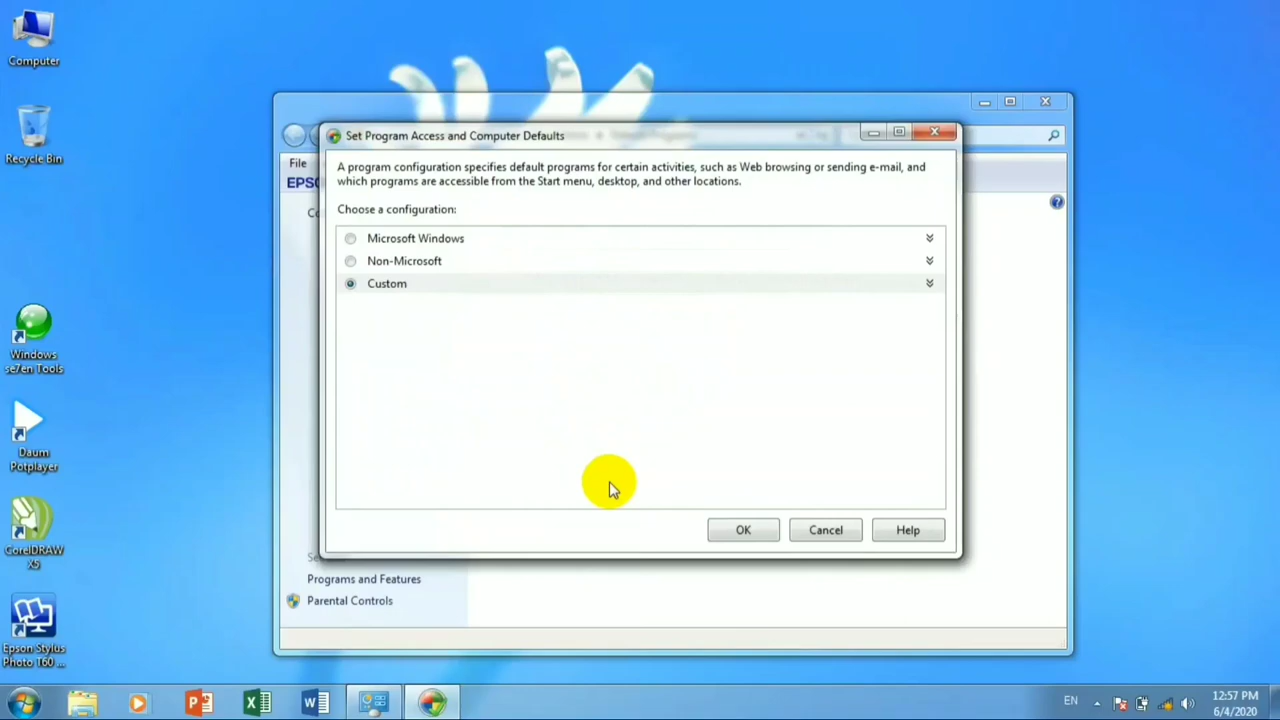 Computer
Recycle Bin
Windows
se7en Tools
Daum
Potplayer
CorelDRAW
X5
Epson Stylus
Photo T60 ...
File
Set Program Access and Computer Defaults
A program configuration specifies default programs for certain activities, such as Web browsing or sending e-mail, and
which programs are accessible from the Start menu, desktop, and other locations.
Choose a configuration:
Microsoft Windows
Non-Microsoft
Custom
OK
Cancel
Help
Programs and Features
Parental Controls
EN
12:57 PM
6/4/2020